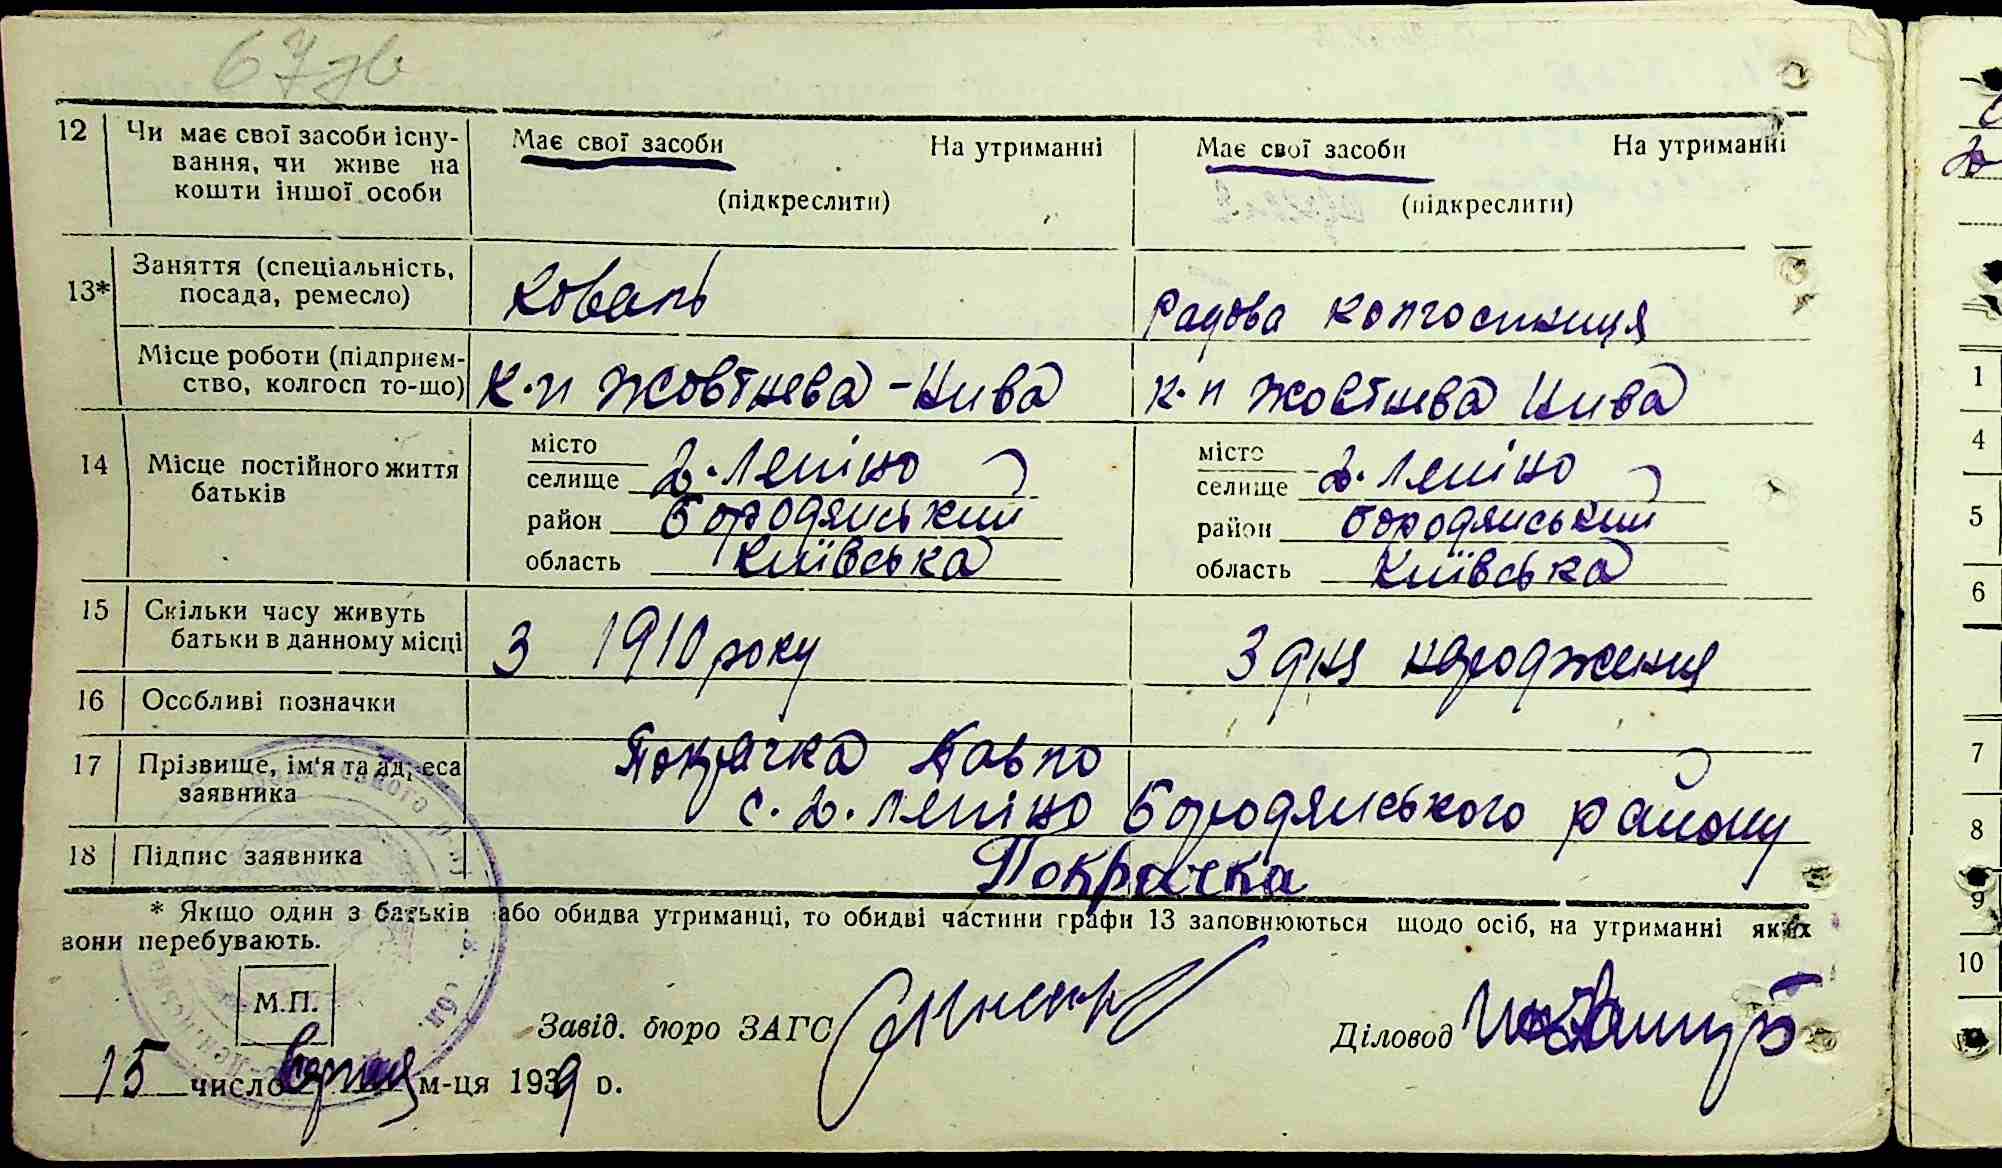 67зв
12 Чи має свої засоби існу-
вання, чи живе на
кошти іншої особи
Має свої засоби На утриманні
(підкреслити)
Має свої засоби На утриманні
(підкреслити)
13* Заняття (спеціальність,
посада, ремесло)
Коваль
Радова колгоспниця
Місце роботи (підприєм-
ство, колгосп то-що)
К-п Жовтнева-Нива
К-п Жовтнева Нива
14 Місце постійного життя
батьків
місто
селище Д. Леніно
район Бородянський
область Київська
місто
селище Д. Леніно
район Бородянський
область Київська
15 Скільки часу живуть
батьки в данному місці
З 1910 року
З дня народження
16 Особливі позначки
17 Прізвище, ім'я та адреса
заявника
Покрачка
с. Д. Леніно Бородянського району
18 Підпис заявника
Покрачка
* Якщо один з батьків або обидва утриманці, то обидві частини графи 13 заповнюються щодо осіб, на утриманні яких
вони перебувають.
М.П.
Завід. бюро ЗАГС
Діловод
15 число серпня м-ця 1939 р.
1
4
5
6
7
8
9
10